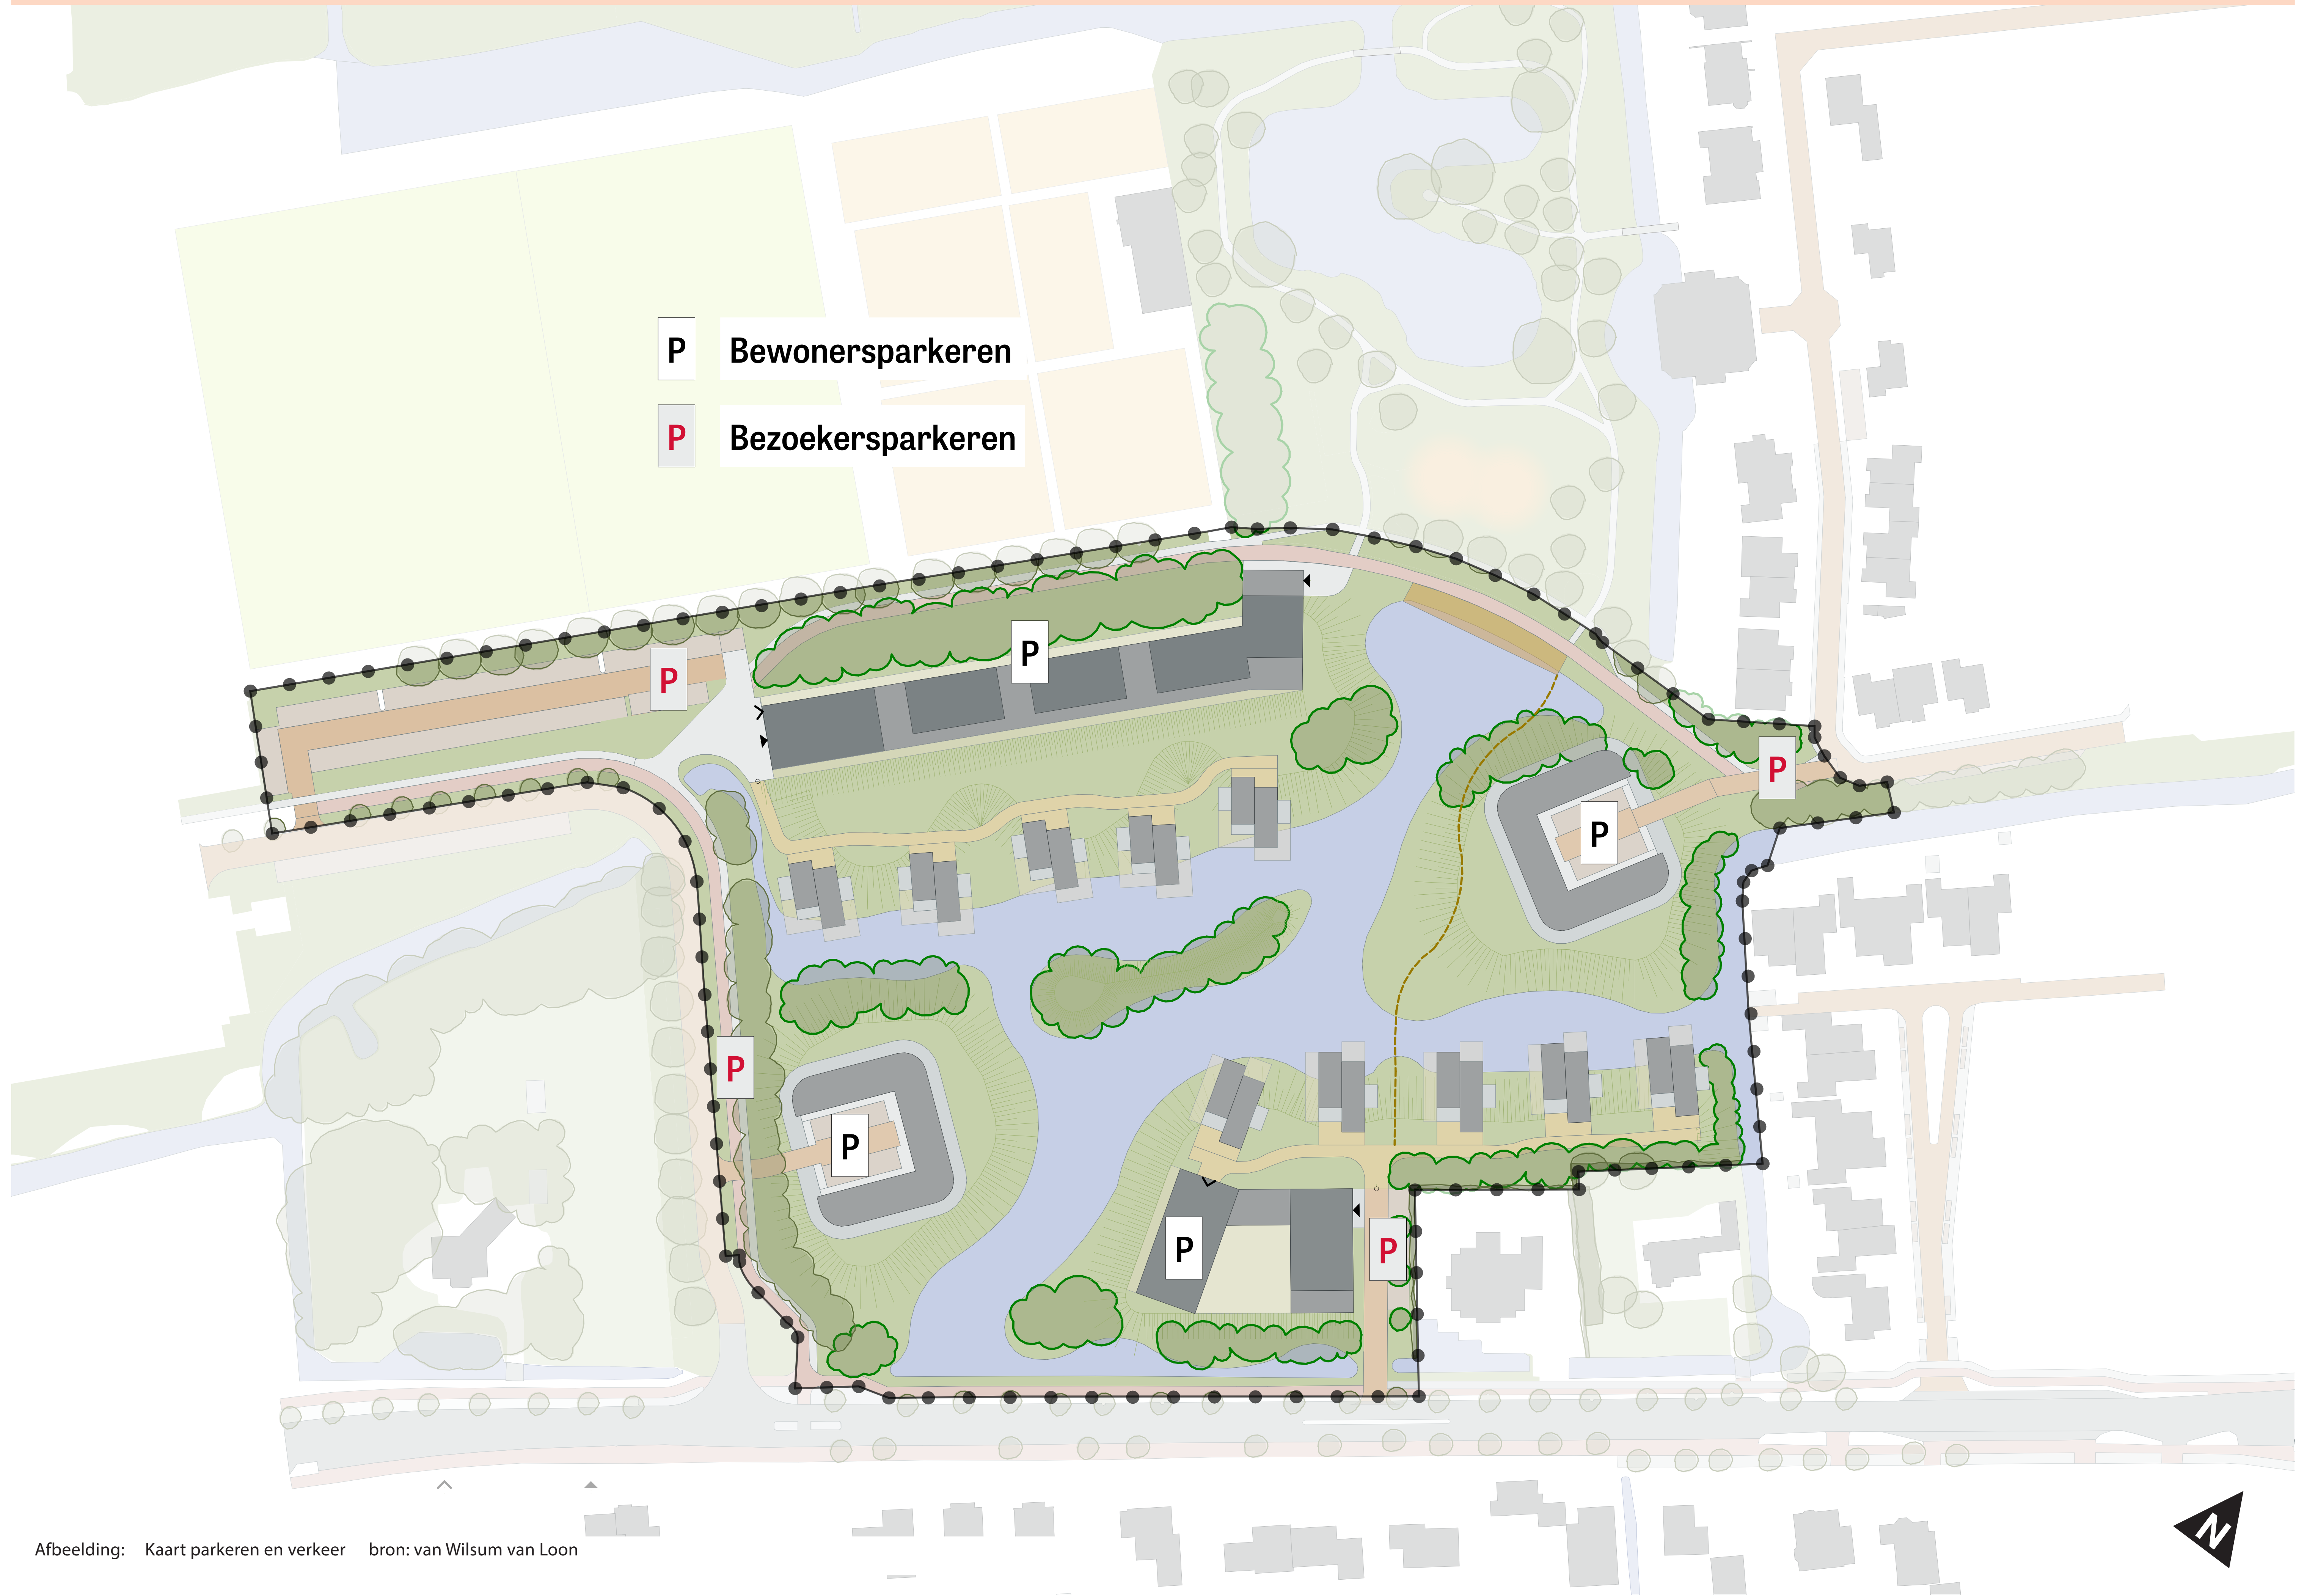 P Bewonersparkeren
P Bezoekersparkeren
P
P
P
P
P
P
P
P
Afbeelding: Kaart parkeren en verkeer bron: van Wilsum van Loon
N